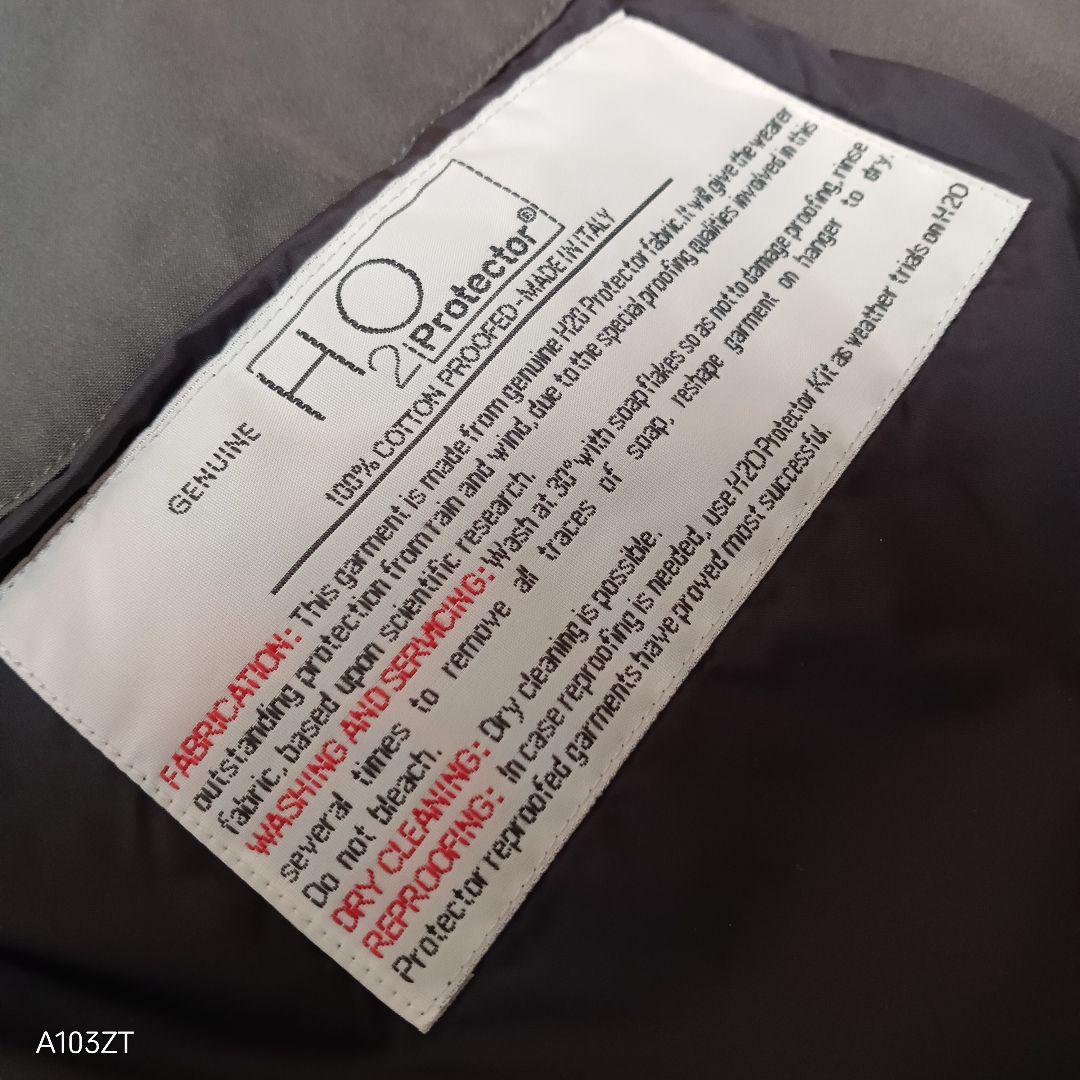 GENUINE
H2O
Protector®
100% COTTON PROOFED-MADE IN ITALY
FABRICATION: This garment is made from genuine H20 Protector fabric.It will give the wearer
outstanding protection from rain and wind,due to the special proofing qualities involved in this
fabric, based upon scientific research.
WASHING AND SERVICING: Wash at 30° with soapflakes so as not to damage proofing, rinse
several times to remove all traces of soap, reshape garment on hanger to dry.
Do not bleach.
DRY CLEANING: Dry cleaning is possible.
REPROOFING: In case reproofing is needed, use H2O Protector Kit as weather trials on H2O
Protector reproofed garments have proved most successful
A103ZT